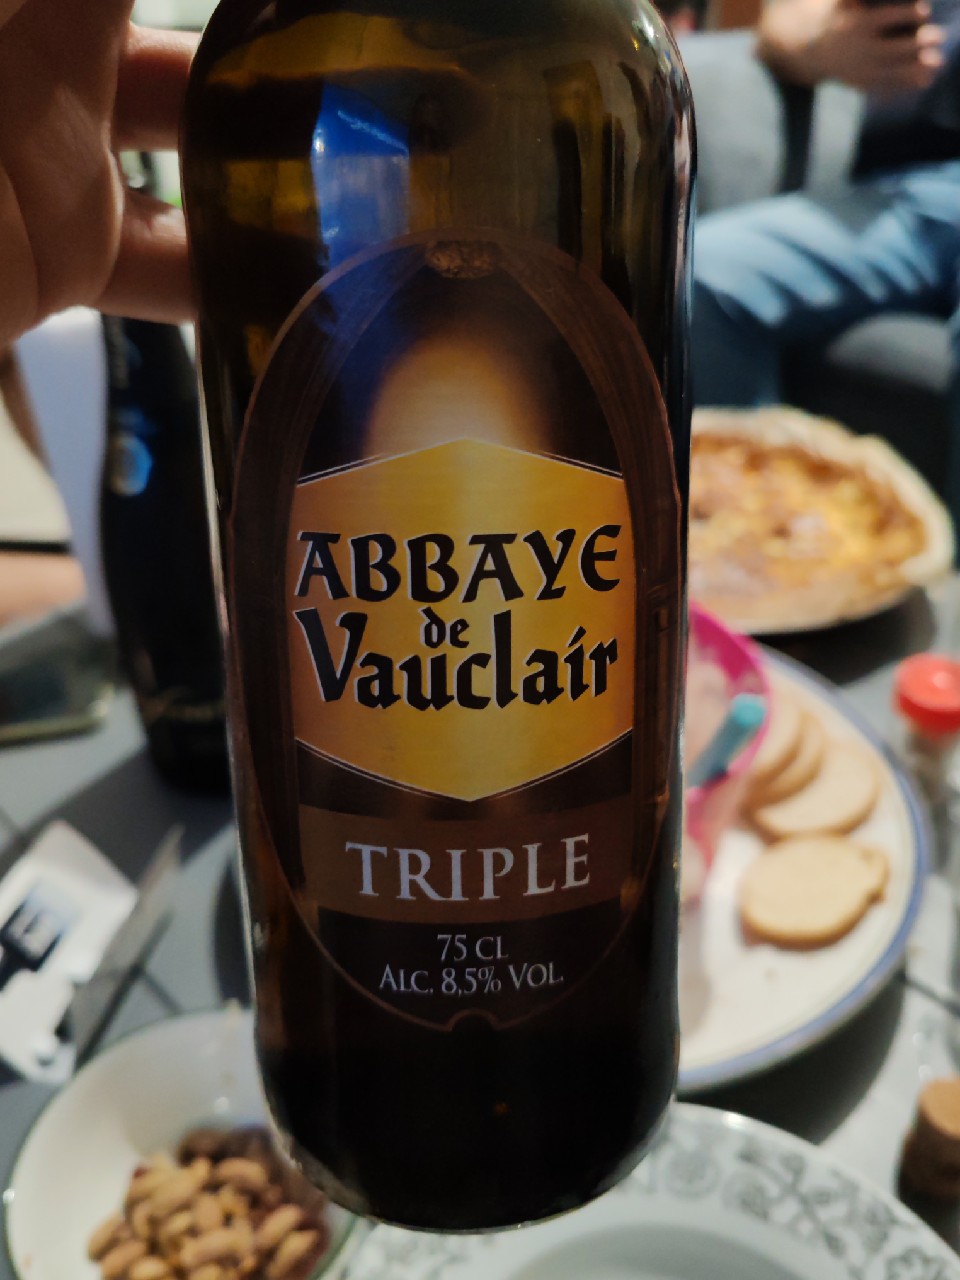 ABBAYE
de
Vauclair
TRIPLE
75 CL
ALC. 8,5% VOL.